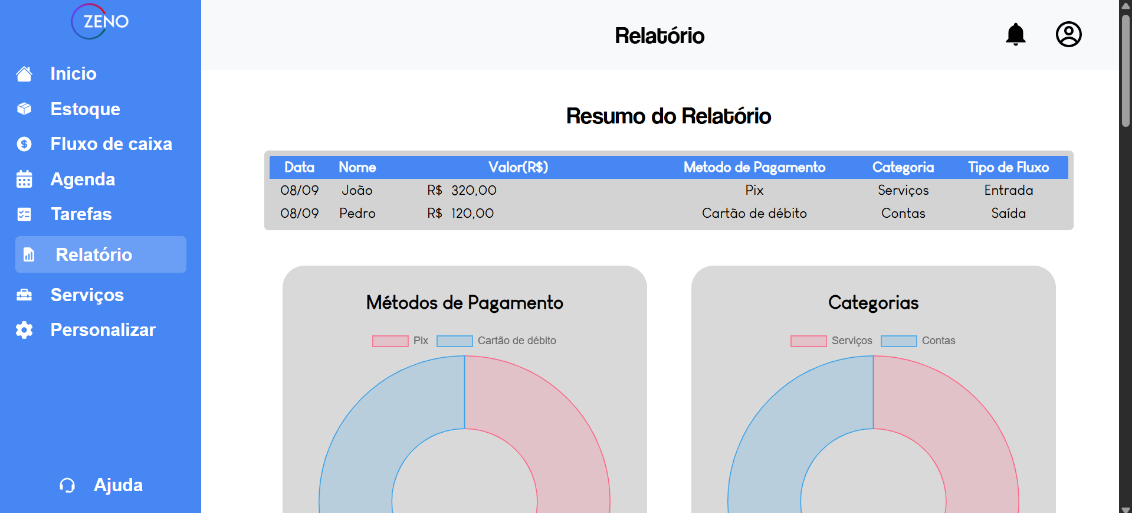 ZENO
Inicio
Estoque
Fluxo de caixa
Agenda
Tarefas
Relatório
Serviços
Personalizar
Ajuda
Relatório
Resumo do Relatório
Data Nome Valor(R$) Metodo de Pagamento Categoria Tipo de Fluxo
08/09 João R$ 320,00 Pix Serviços Entrada
08/09 Pedro R$ 120,00 Cartão de débito Contas Saída
Métodos de Pagamento
Pix Cartão de débito
Categorias
Serviços Contas